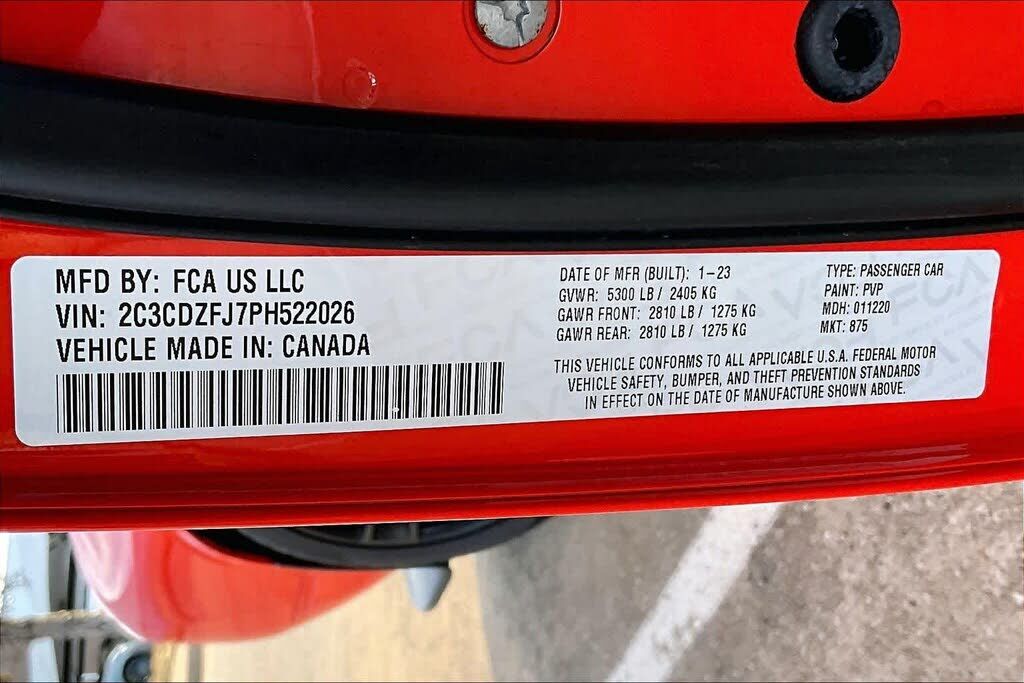 MFD BY: FCA US LLC
VIN: 2C3CDZFJ7PH522026
VEHICLE MADE IN: CANADA
DATE OF MFR (BUILT): 1-23
GVWR: 5300 LB / 2405 KG
GAWR FRONT: 2810 LB / 1275 KG
GAWR REAR: 2810 LB / 1275 KG
TYPE: PASSENGER CAR
PAINT: PVP
MDH: 011220
MKT: 875
THIS VEHICLE CONFORMS TO ALL APPLICABLE U.S.A. FEDERAL MOTOR
VEHICLE SAFETY, BUMPER, AND THEFT PREVENTION STANDARDS
IN EFFECT ON THE DATE OF MANUFACTURE SHOWN ABOVE.